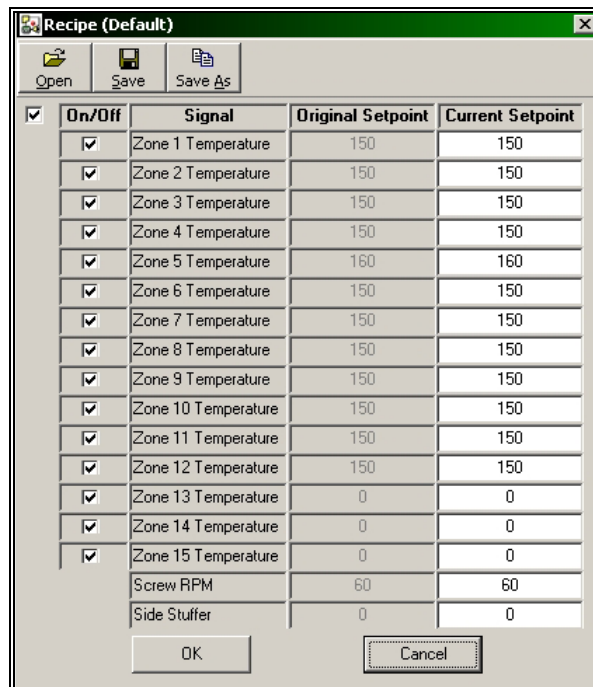 Recipe (Default)
Open Save Save As
On/Off Signal Original Setpoint Current Setpoint
Zone 1 Temperature 150 150
Zone 2 Temperature 150 150
Zone 3 Temperature 150 150
Zone 4 Temperature 150 150
Zone 5 Temperature 160 160
Zone 6 Temperature 150 150
Zone 7 Temperature 150 150
Zone 8 Temperature 150 150
Zone 9 Temperature 150 150
Zone 10 Temperature 150 150
Zone 11 Temperature 150 150
Zone 12 Temperature 150 150
Zone 13 Temperature 0 0
Zone 14 Temperature 0 0
Zone 15 Temperature 0 0
Screw RPM 60 60
Side Stuffer 0 0
OK Cancel